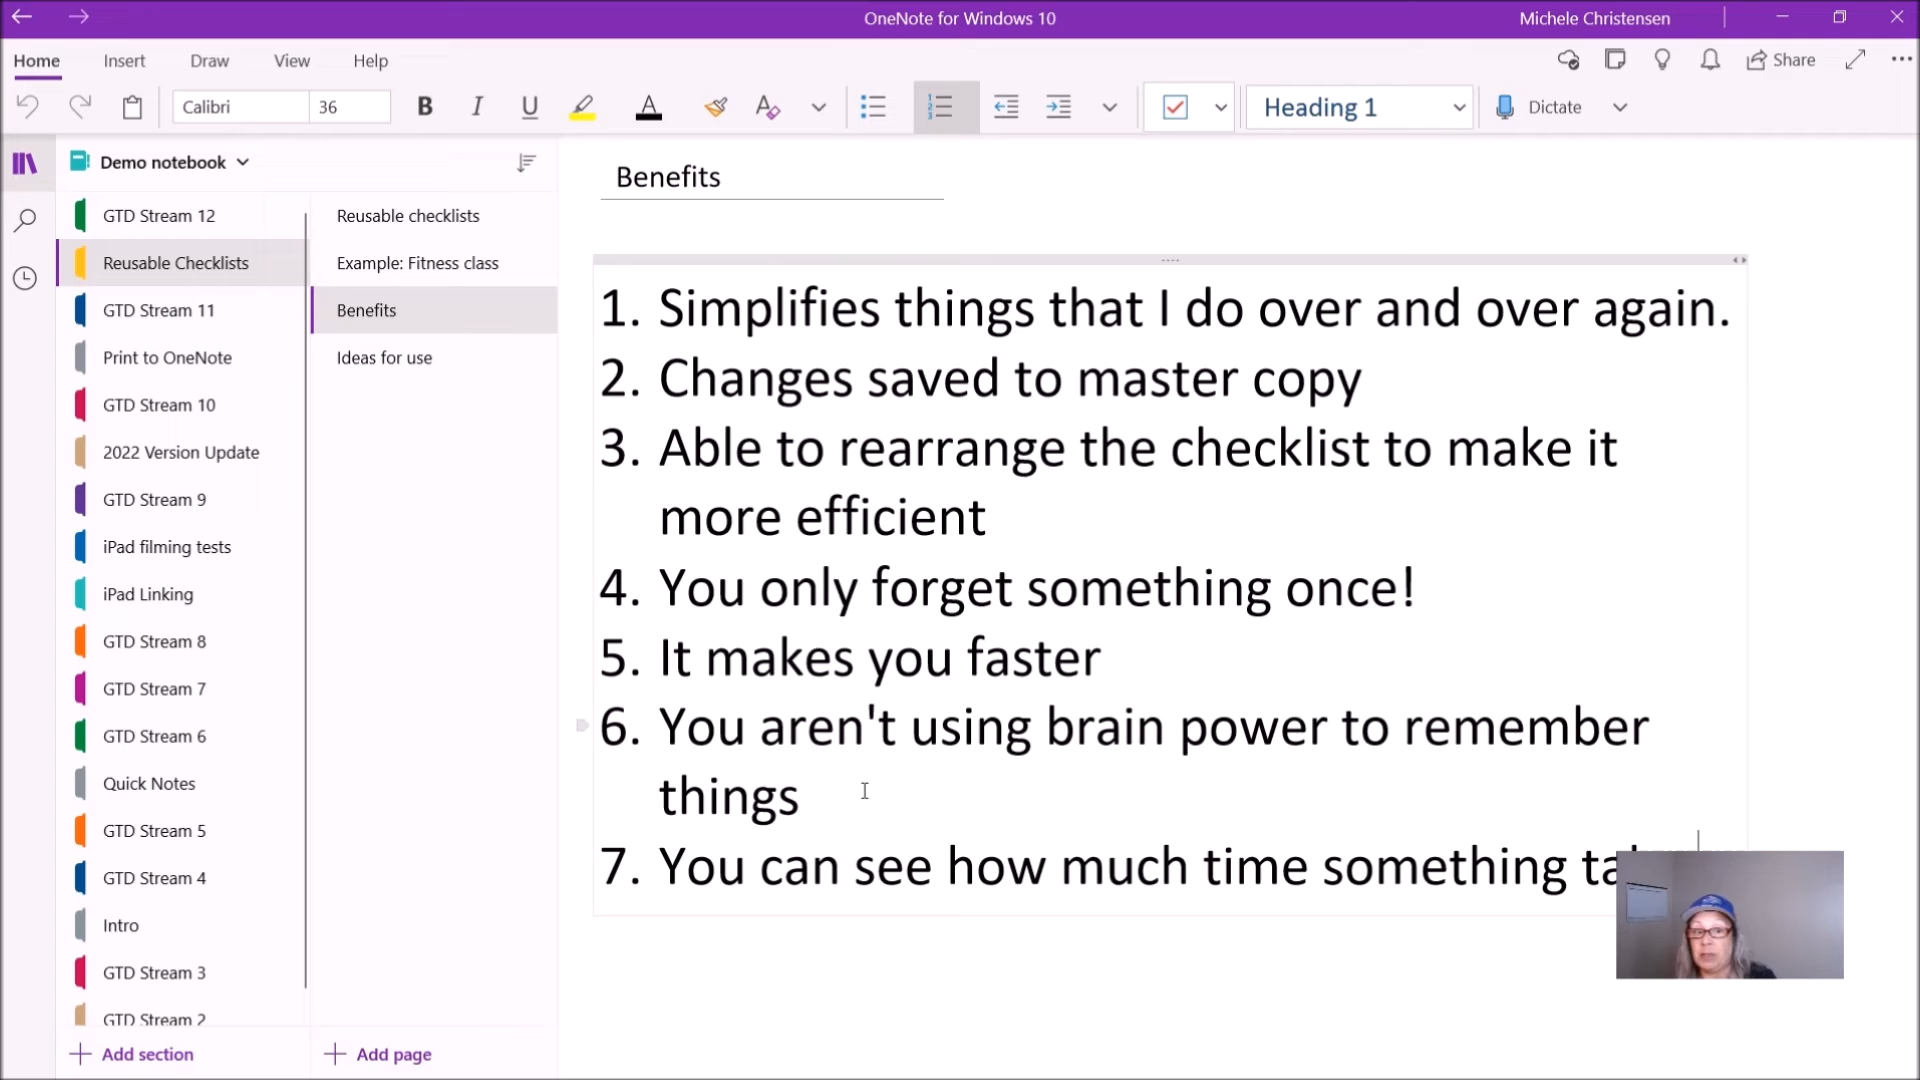 OneNote for Windows 10
Michele Christensen
Home Insert Draw View Help
Share
Calibri 36 B I U A A Heading 1 Dictate
Demo notebook
GTD Stream 12
Reusable Checklists
GTD Stream 11
Print to OneNote
GTD Stream 10
2022 Version Update
GTD Stream 9
iPad filming tests
iPad Linking
GTD Stream 8
GTD Stream 7
GTD Stream 6
Quick Notes
GTD Stream 5
GTD Stream 4
Intro
GTD Stream 3
GTD Stream 2
Add section
Reusable checklists
Example: Fitness class
Benefits
Ideas for use
Add page
Benefits
1. Simplifies things that I do over and over again.
2. Changes saved to master copy
3. Able to rearrange the checklist to make it
more efficient
4. You only forget something once!
5. It makes you faster
6. You aren't using brain power to remember
things
7. You can see how much time something